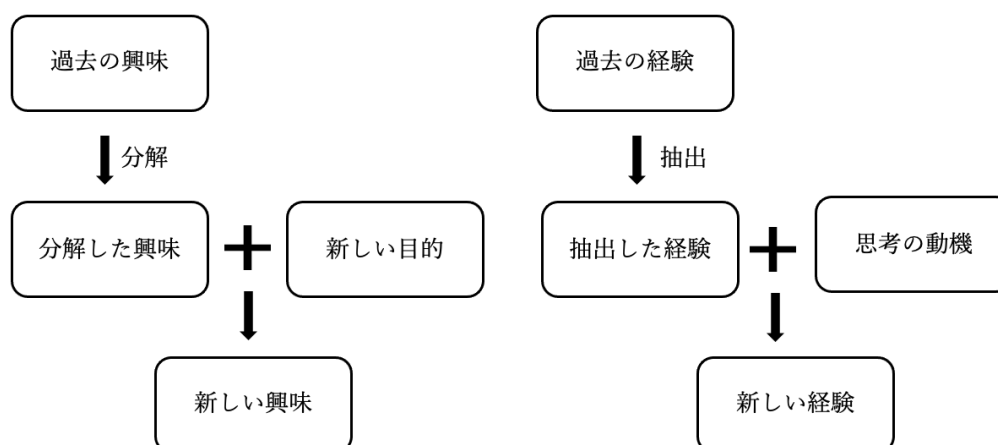 過去の興味
分解
分解した興味
新しい目的
新しい興味
過去の経験
抽出
抽出した経験
思考の動機
新しい経験